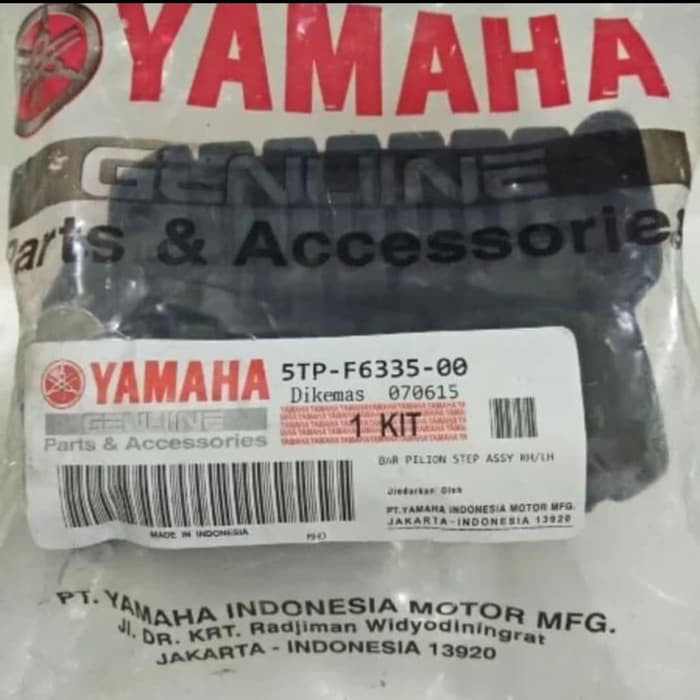 YAMAHA
GENUINE
Parts & Accessories
YAMAHA
GENUINE
Parts & Accessories
5TP-F6335-00
Dikemas 070615
1 KIT
BAR PILION STEP ASSY RH/LH
Diedarkan Oleh
PT.YAMAHA INDONESIA MOTOR MFG.
JAKARTA-INDONESIA 13920
MADE IN INDONESIA
PT. YAMAHA INDONESIA MOTOR MFG.
Jl. DR. KRT. Radjiman Widyodiningrat
JAKARTA - INDONESIA 13920